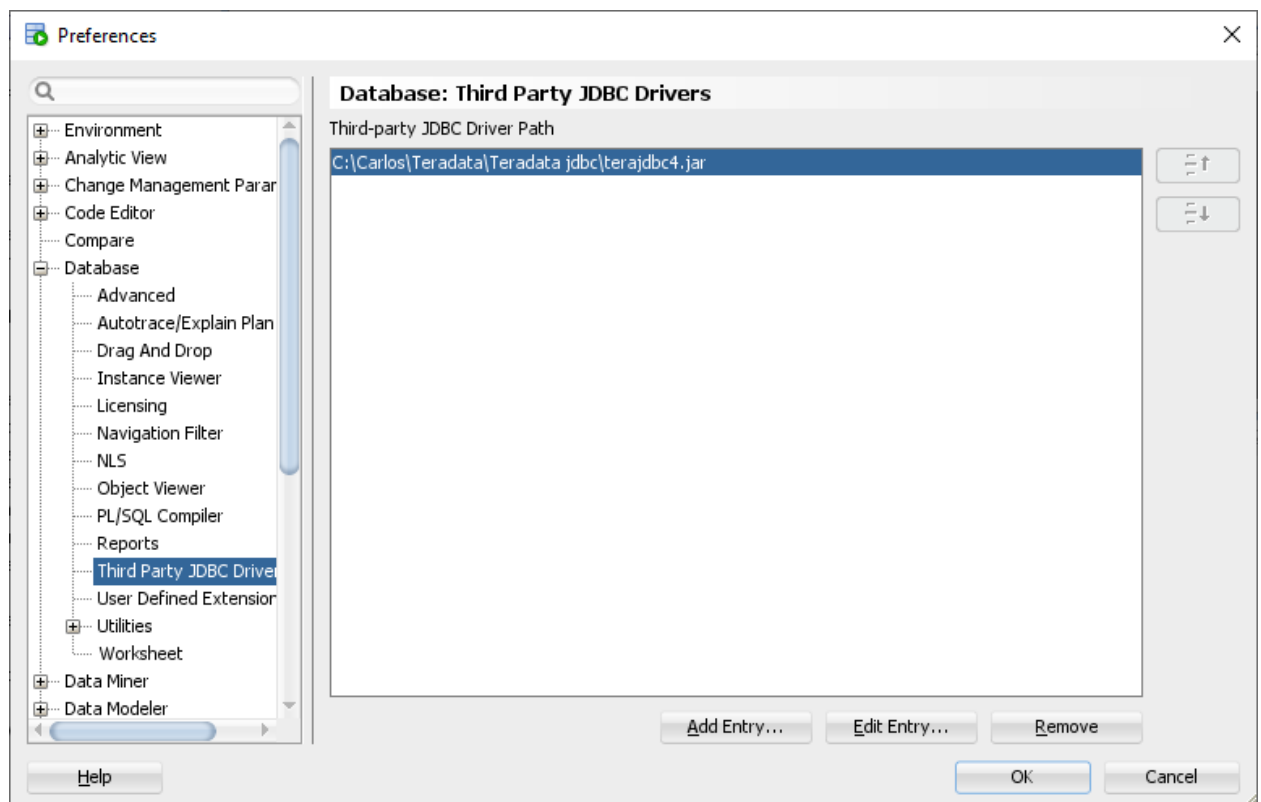 Preferences
Database: Third Party JDBC Drivers
Third-party JDBC Driver Path
C:\Carlos\Teradata\Teradata jdbc\terajdbc4.jar
Environment
Analytic View
Change Management Parar
Code Editor
Compare
Database
Advanced
Autotrace/Explain Plan
Drag And Drop
Instance Viewer
Licensing
Navigation Filter
NLS
Object Viewer
PL/SQL Compiler
Reports
Third Party JDBC Driver
User Defined Extension
Utilities
Worksheet
Data Miner
Data Modeler
Add Entry...
Edit Entry...
Remove
Help
OK
Cancel